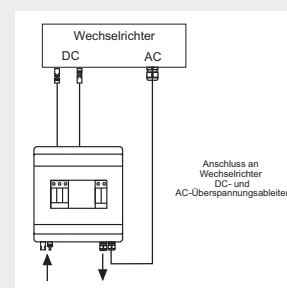 Wechselrichter
DC
AC
Anschluss an
Wechselrichter
DC- und
AC-Überspannungsableiter